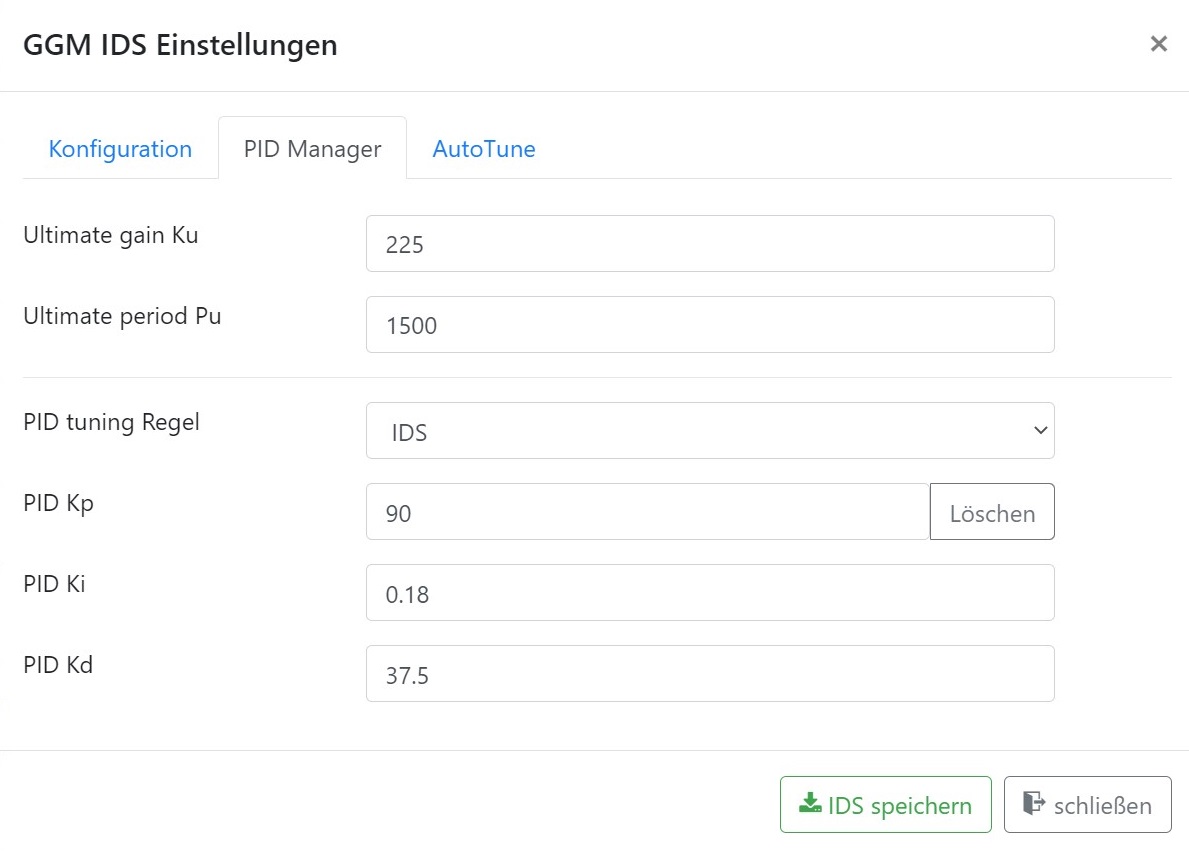 GGM IDS Einstellungen
Konfiguration PID Manager AutoTune
Ultimate gain Ku 225
Ultimate period Pu 1500
PID tuning Regel IDS
PID Kp 90 Löschen
PID Ki 0.18
PID Kd 37.5
IDS speichern schließen